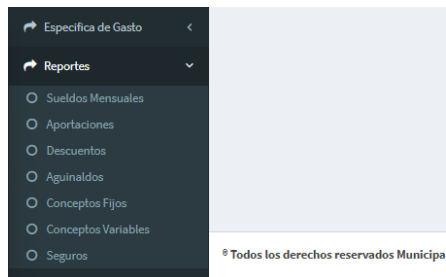 Especifica de Gasto
Reportes
Sueldos Mensuales
Aportaciones
Descuentos
Aguinaldos
Conceptos Fijos
Conceptos Variables
Seguros
® Todos los derechos reservados Municipa